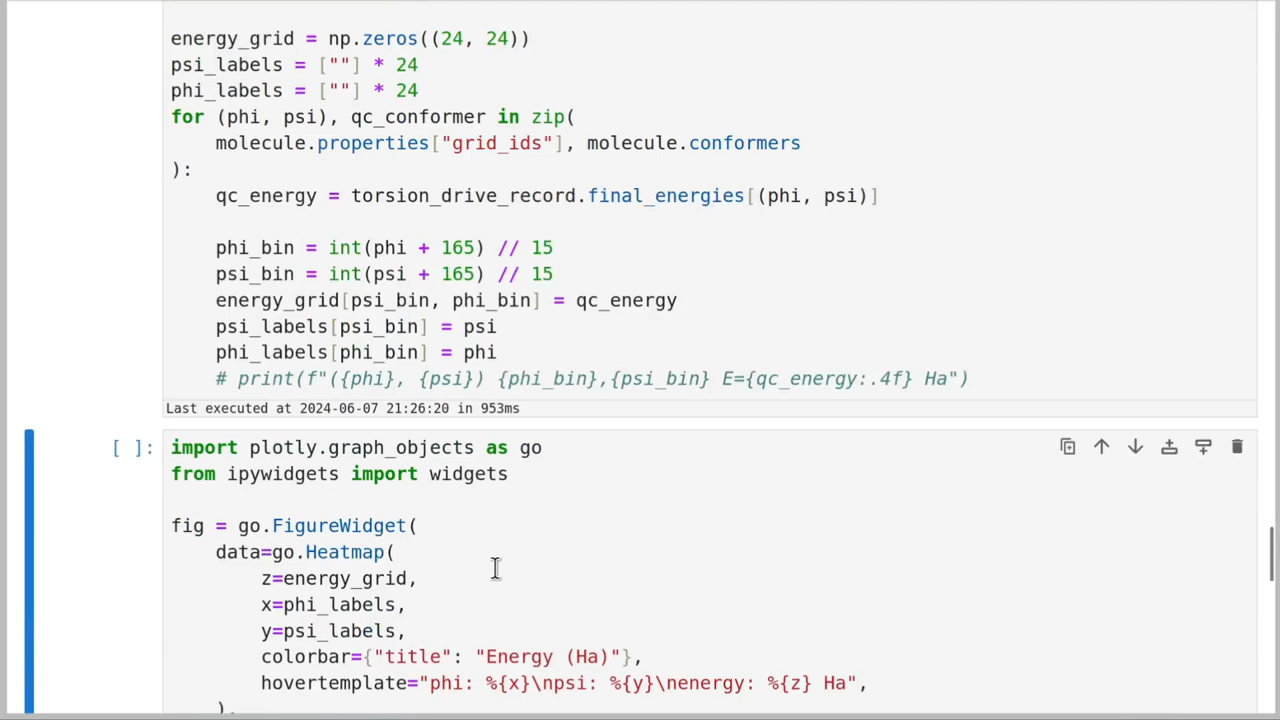 energy_grid = np.zeros((24, 24))
psi_labels = [""] * 24
phi_labels = [""] * 24
for (phi, psi), qc_conformer in zip(
    molecule.properties["grid_ids"], molecule.conformers
):
    qc_energy = torsion_drive_record.final_energies[(phi, psi)]
    phi_bin = int(phi + 165) // 15
    psi_bin = int(psi + 165) // 15
    energy_grid[psi_bin, phi_bin] = qc_energy
    psi_labels[psi_bin] = psi
    phi_labels[phi_bin] = phi
    # print(f"({phi}, {psi}) {phi_bin},{psi_bin} E={qc_energy:.4f} Ha")
Last executed at 2024-06-07 21:26:20 in 953ms
[ ]: import plotly.graph_objects as go
from ipywidgets import widgets
fig = go.FigureWidget(
    data=go.Heatmap(
        z=energy_grid,
        x=phi_labels,
        y=psi_labels,
        colorbar={"title": "Energy (Ha)"},
        hovertemplate="phi: %{x}\npsi: %{y}\nenergy: %{z} Ha",
    ),